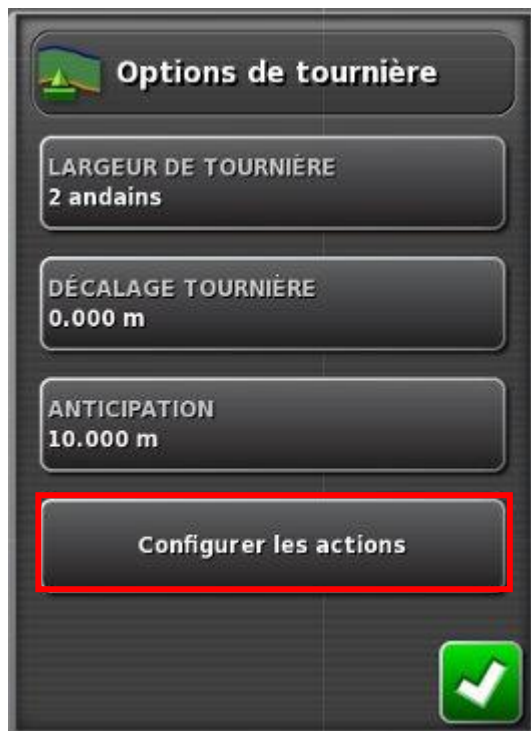 Options de tournière
LARGEUR DE TOURNIÈRE
2 andains
DÉCALAGE TOURNIÈRE
0.000 m
ANTICIPATION
10.000 m
Configurer les actions